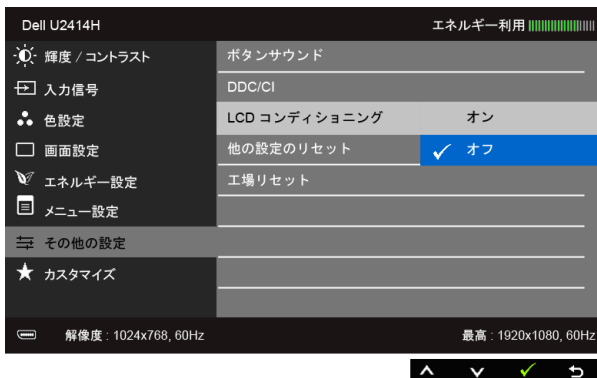 Dell U2414H
エネルギー利用
輝度 / コントラスト
ボタンサウンド
入力信号
DDC/CI
色設定
LCD コンディショニング
オン
画面設定
他の設定のリセット
オフ
エネルギー設定
工場リセット
メニュー設定
その他の設定
カスタマイズ
解像度 : 1024x768, 60Hz
最高 : 1920x1080, 60Hz